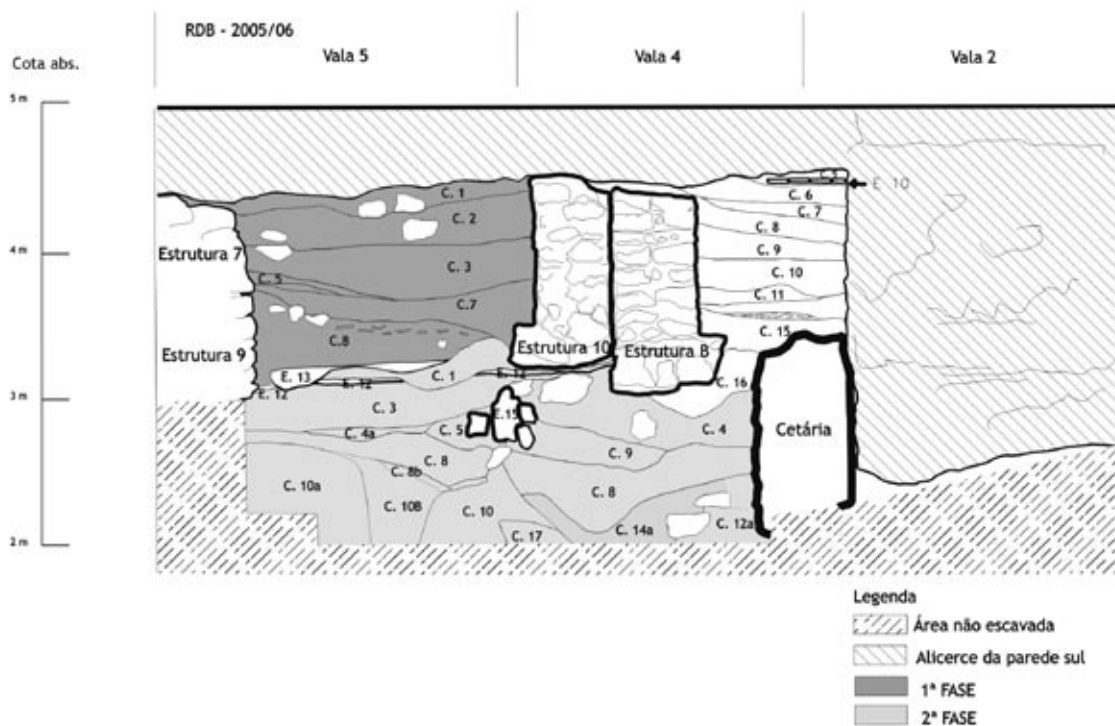 RDB - 2005/06
Vala 5
Vala 4
Vala 2
Cota abs.
5 m
4 m
3 m
2 m
C. 1
C. 2
C. 3
C. 5
C.7
C.8
Estrutura 7
Estrutura 9
Estrutura 10
Estrutura 8
E. 10
C. 6
C. 7
C. 8
C. 9
C. 10
C. 11
C. 15
C. 16
E. 13
E. 12
E. 12
C. 1
E. 12
C. 3
C. 4a
C. 5
E.15
C. 4
Cetária
C. 8
C. 8b
C. 9
C. 10a
C. 10B
C. 10
C. 8
C. 17
C. 14a
C. 12a
Legenda
Área não escavada
Alicerce da parede sul
1ª FASE
2ª FASE